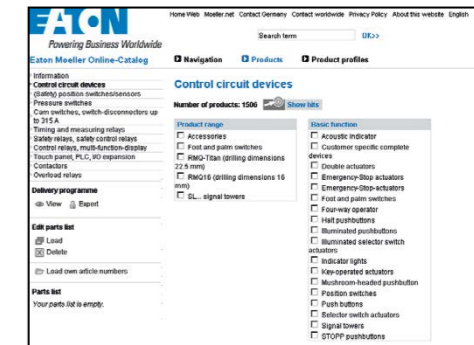 Home Web Moeller.net Contact Germany Contact worldwide Privacy Policy About this website English
EATON
Powering Business Worldwide
Search term OK>>
Eaton Moeller Online-Catalog
Navigation Products Product profiles
Information
Control circuit devices
(Safety) position switches/sensors
Pressure switches
Cam switches, switch-disconnectors up
to 315 A
Timing and measuring relays
Safety relays, safety control relays
Control relays, multi-function-display
Touch panel, PLC, I/O expansion
Contactors
Overload relays
Delivery programme
View Export
Edit parts list
Load
Delete
Load own article numbers
Parts list
Your parts list is empty.
Control circuit devices
Number of products: 1506 Show hits
Product range
Accessories
Foot and palm switches
RMQ-Titan (drilling dimensions
22.5 mm)
RMQ16 (drilling dimensions 16
mm)
SL... signal towers
Basic function
Acoustic indicator
Customer specific complete
devices
Double actuators
Emergency-Stop actuators
Emergency-Stop-actuators
Foot and palm switches
Four-way operator
Halt pushbuttons
Illuminated pushbuttons
Illuminated selector switch
actuators
Indicator lights
Key-operated actuators
Mushroom-headed pushbutton
Position switches
Push buttons
Selector switch actuators
Signal towers
STOPP pushbuttons